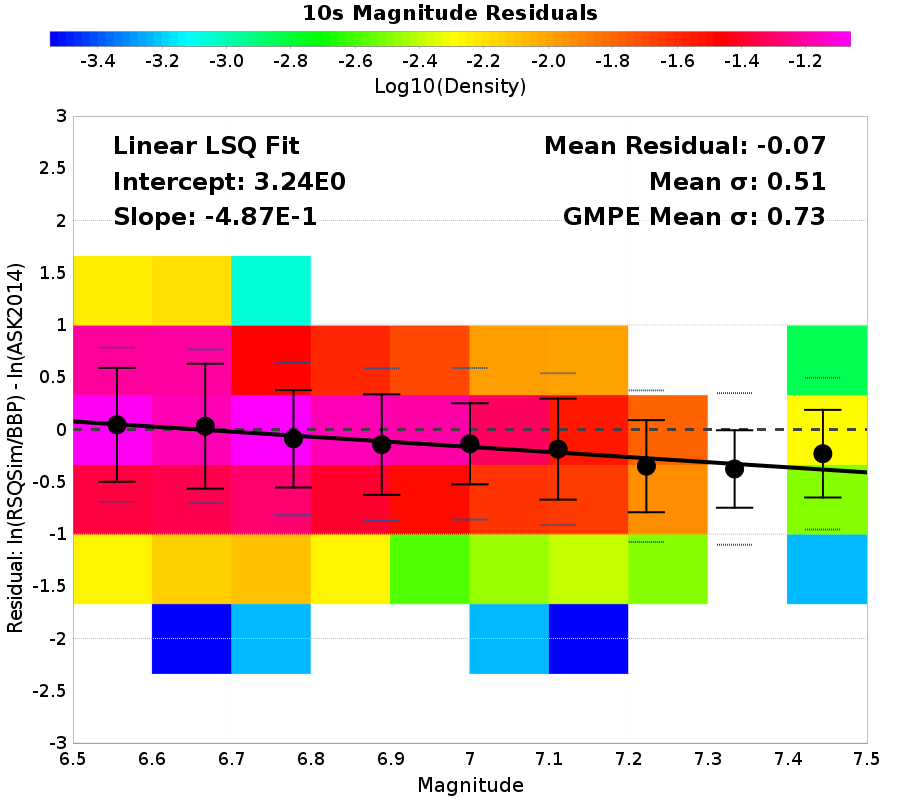 10s Magnitude Residuals
-3.4 -3.2 -3.0 -2.8 -2.6 -2.4 -2.2 -2.0 -1.8 -1.6 -1.4 -1.2
Log10(Density)
Linear LSQ Fit
Intercept: 3.24E0
Slope: -4.87E-1
Mean Residual: -0.07
Mean σ: 0.51
GMPE Mean σ: 0.73
Residual: ln(RSQSim/BBP) - ln(ASK2014)
3
2.5
2
1.5
1
0.5
0
-0.5
-1
-1.5
-2
-2.5
-3
6.5 6.6 6.7 6.8 6.9 7 7.1 7.2 7.3 7.4 7.5
Magnitude